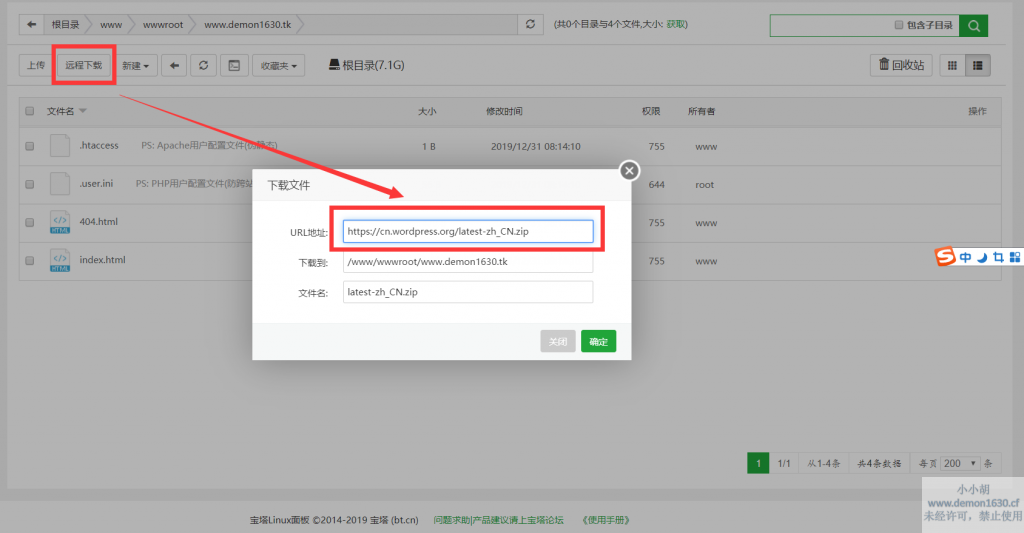 根目录 www wwwroot www.demon1630.tk (共0个目录与4个文件,大小: 获取) 包含子目录
上传 远程下载 新建 收藏夹 根目录(7.1G) 回收站
文件名 大小 修改时间 权限 所有者 操作
.htaccess PS: Apache用户配置文件(伪静态) 1 B 2019/12/31 08:14:10 755 www
.user.ini PS: PHP用户配置文件(防跨站 644 root
404.html 755 www
index.html 755 www
下载文件
URL地址: https://cn.wordpress.org/latest-zh_CN.zip
下载到: /www/wwwroot/www.demon1630.tk
文件名: latest-zh_CN.zip
关闭 确定
S 中
1 1/1 从1-4条 共4条数据 每页 200 条
宝塔Linux面板 ©2014-2019 宝塔 (bt.cn) 问题求助|产品建议请上宝塔论坛 《使用手册》
小小胡
www.demon1630.cf
未经许可，禁止使用